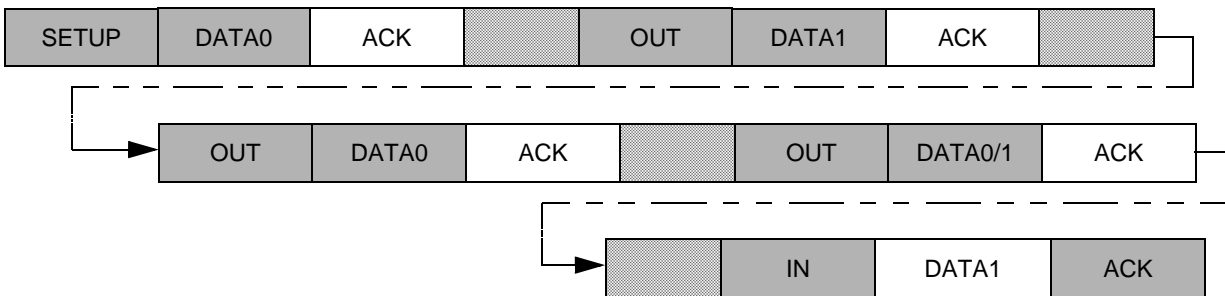 SETUP DATA0 ACK OUT DATA1 ACK
OUT DATA0 ACK OUT DATA0/1 ACK
IN DATA1 ACK